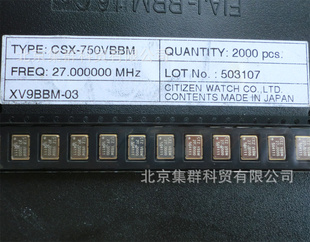 TYPE: CSX-750VBBM
QUANTITY: 2000 pcs.
FREQ: 27.000000 MHz
LOT No.: 503107
XV9BBM-03
CITIZEN WATCH CO.,LTD.
CONTENTS MADE IN JAPAN
北京集群科贸有限公司